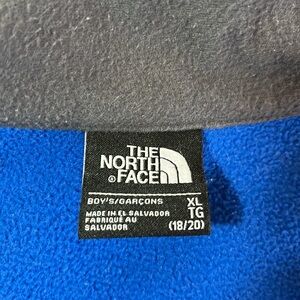 THE
NORTH
FACE
BOY'S/GARÇONS XL
MADE IN EL SALVADOR TG
FABRIQUÉ AU
SALVADOR (18/20)